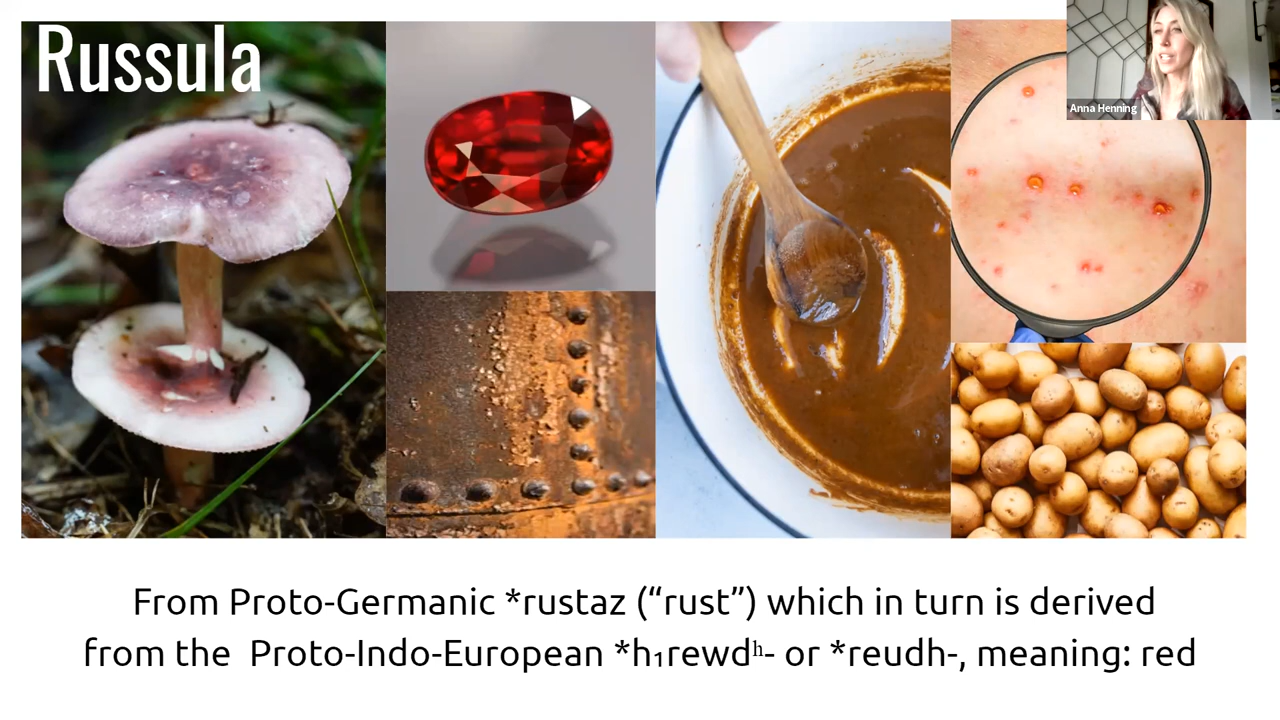 Russula
Anna Henning
From Proto-Germanic *rustaz (“rust”) which in turn is derived
from the  Proto-Indo-European *h₁rewdʰ- or *reudh-, meaning: red